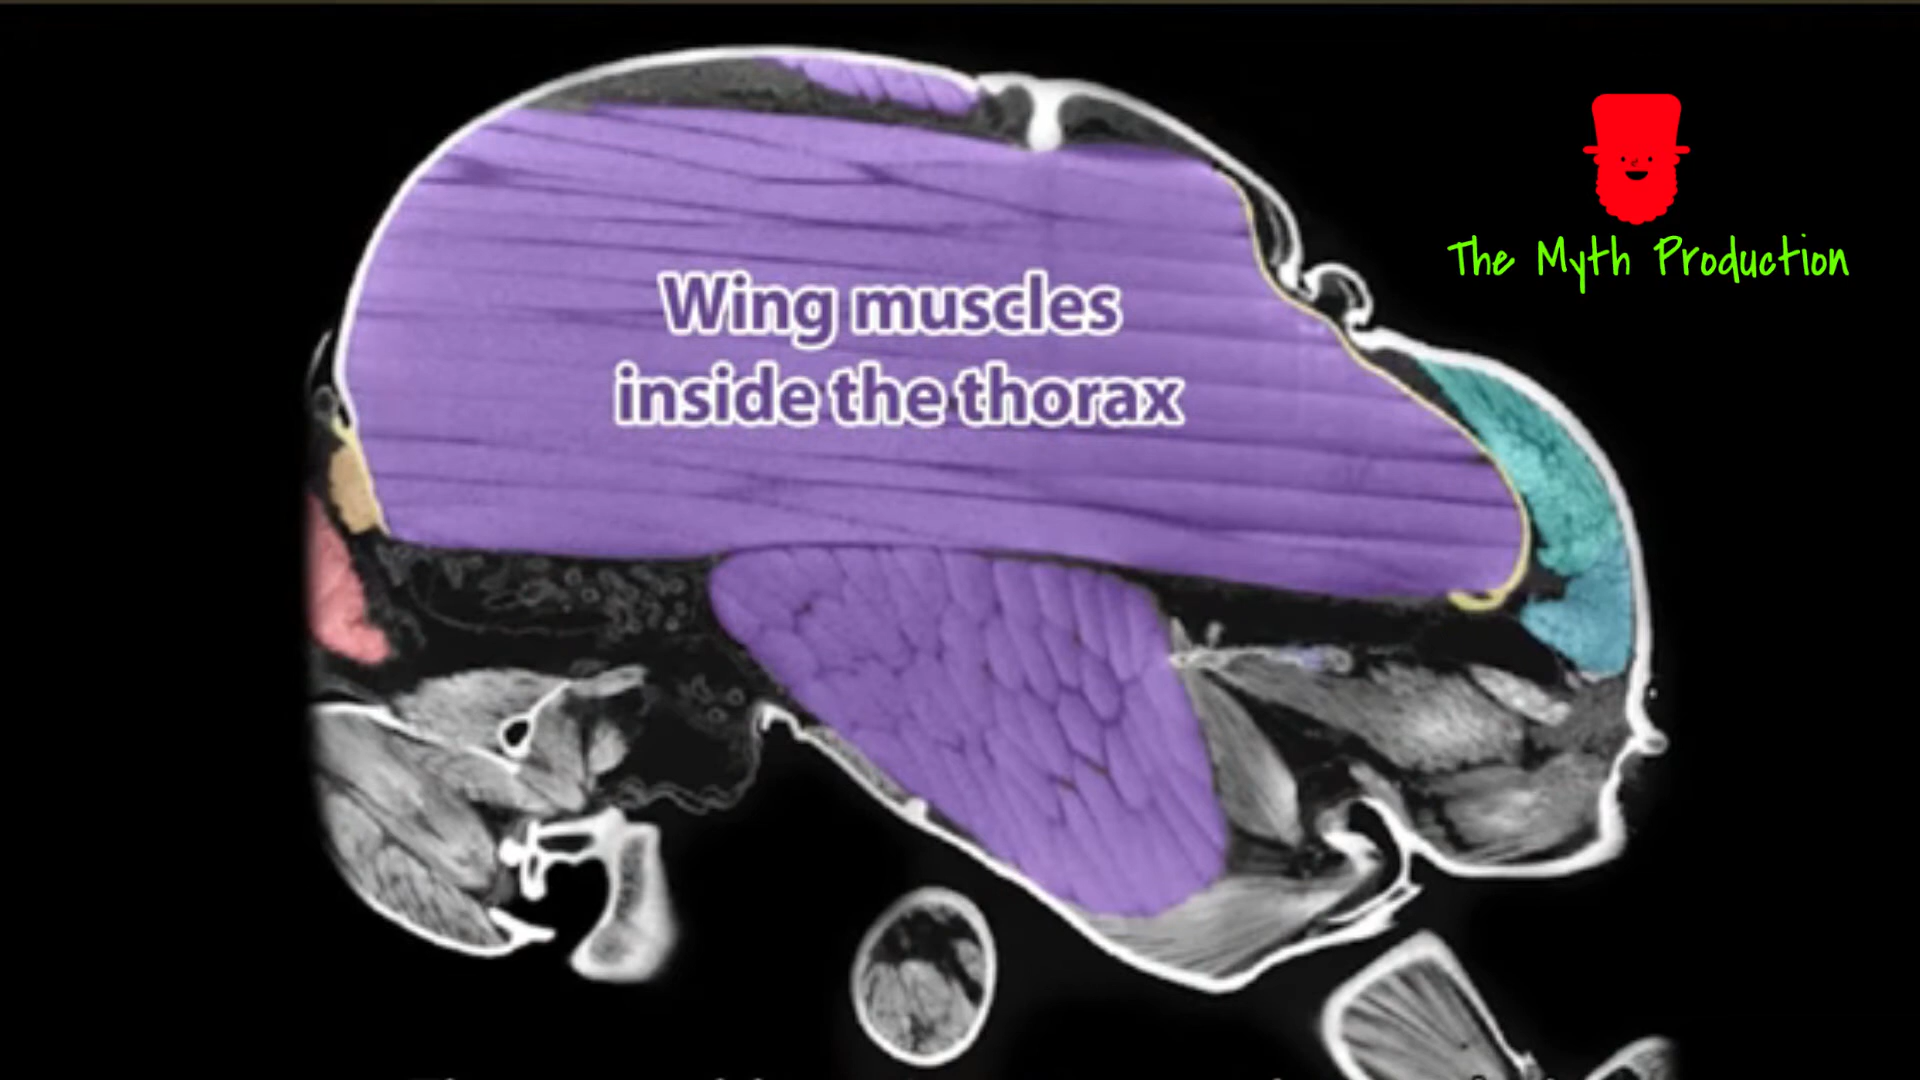 Wing muscles
inside the thorax
The Myth Production